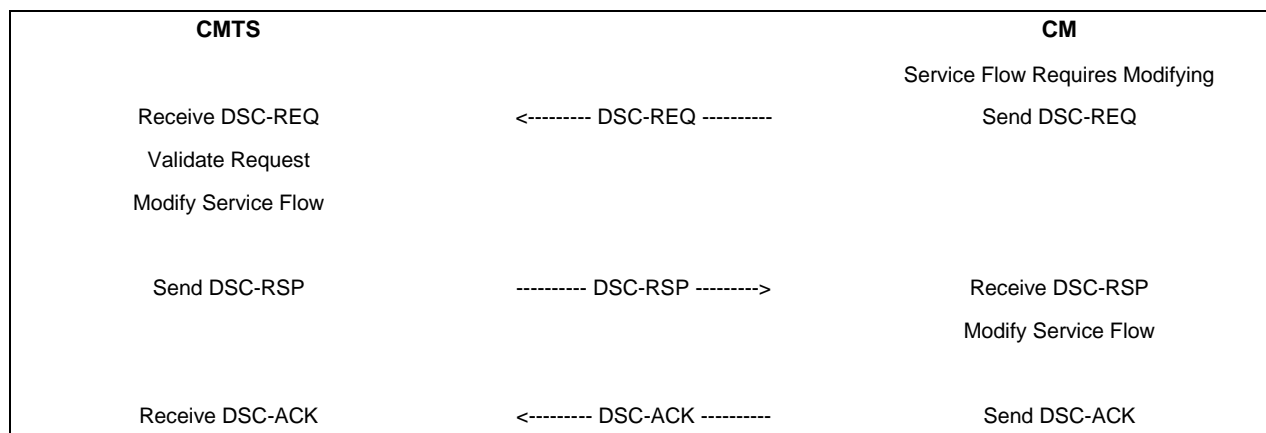 CMTS CM
Service Flow Requires Modifying
Receive DSC-REQ <--------- DSC-REQ ---------- Send DSC-REQ
Validate Request
Modify Service Flow
Send DSC-RSP ---------- DSC-RSP ---------> Receive DSC-RSP
Modify Service Flow
Receive DSC-ACK <--------- DSC-ACK ---------- Send DSC-ACK